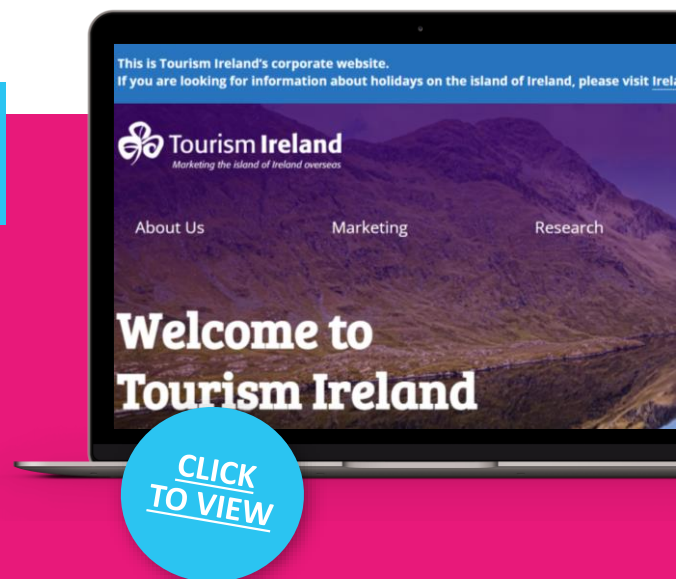 This is Tourism Ireland's corporate website.
If you are looking for information about holidays on the island of Ireland, please visit
Tourism Ireland
Marketing the island of Ireland overseas
About Us Marketing Research
Welcome to
Tourism Ireland
CLICK
TO VIEW